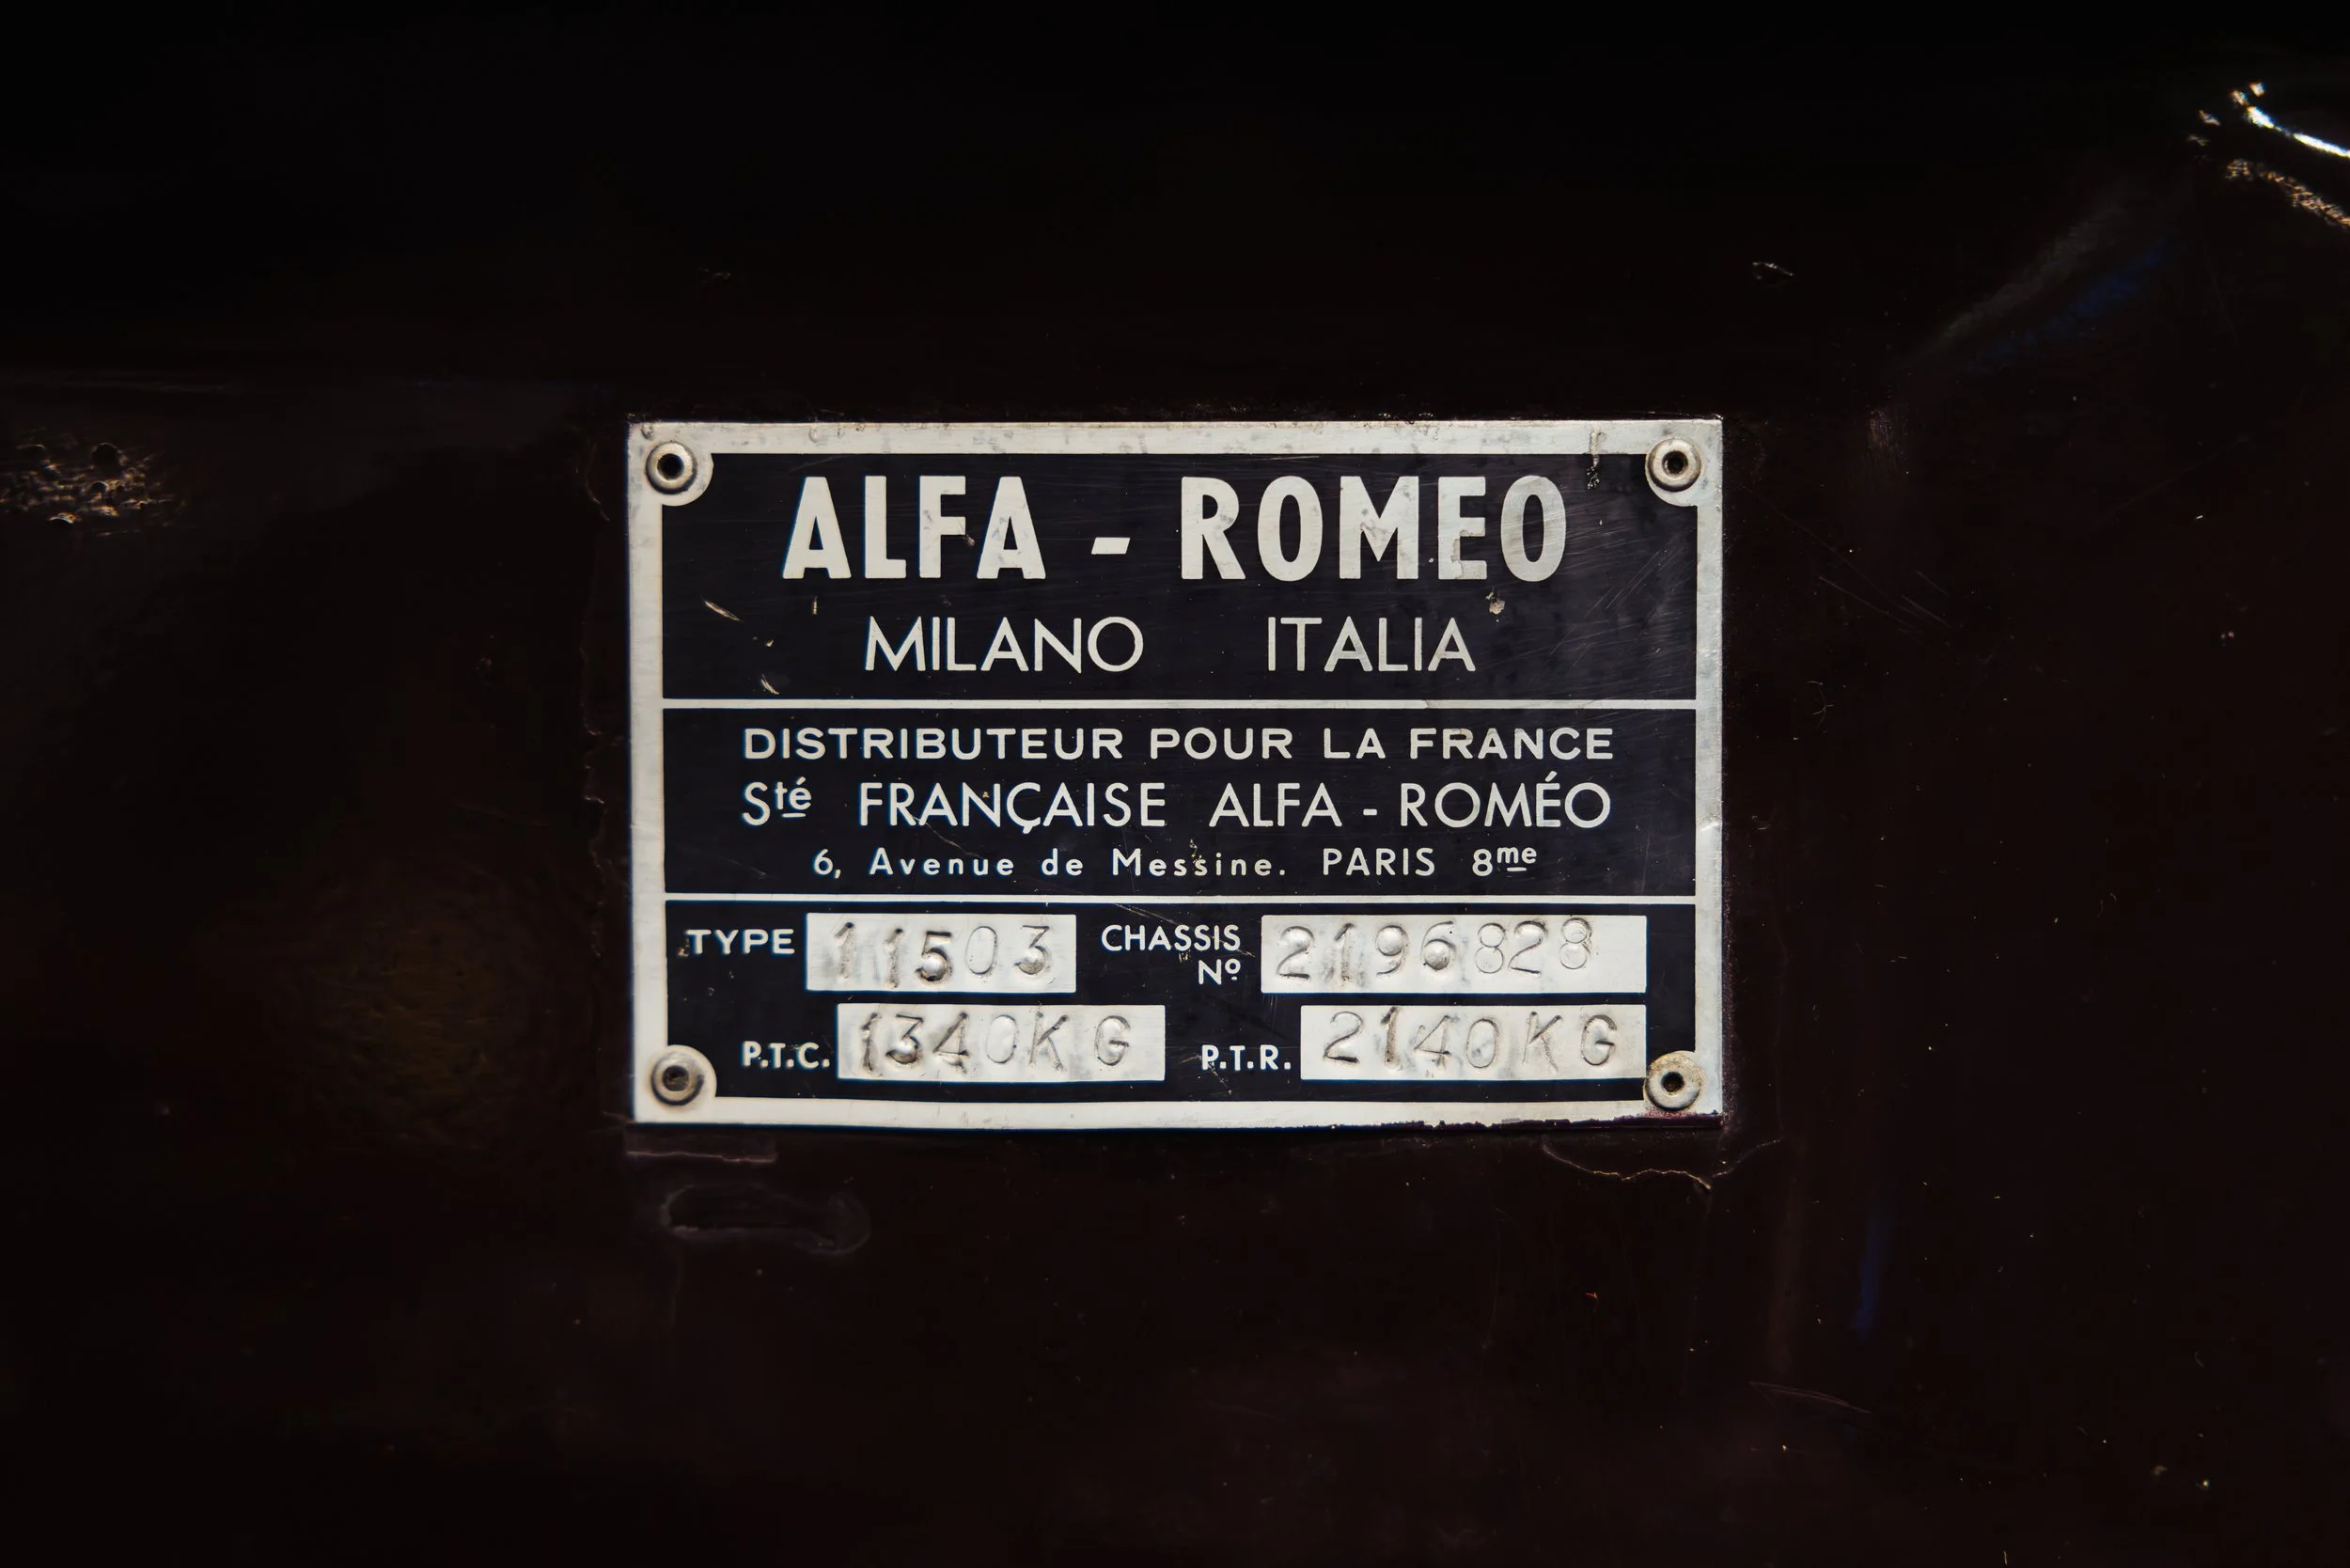 ALFA - ROMEO
MILANO ITALIA
DISTRIBUTEUR POUR LA FRANCE
Sté FRANÇAISE ALFA - ROMÉO
6, Avenue de Messine. PARIS 8me
TYPE 11503 CHASSIS Nº 2196828
P.T.C. 1340KG P.T.R. 2140KG